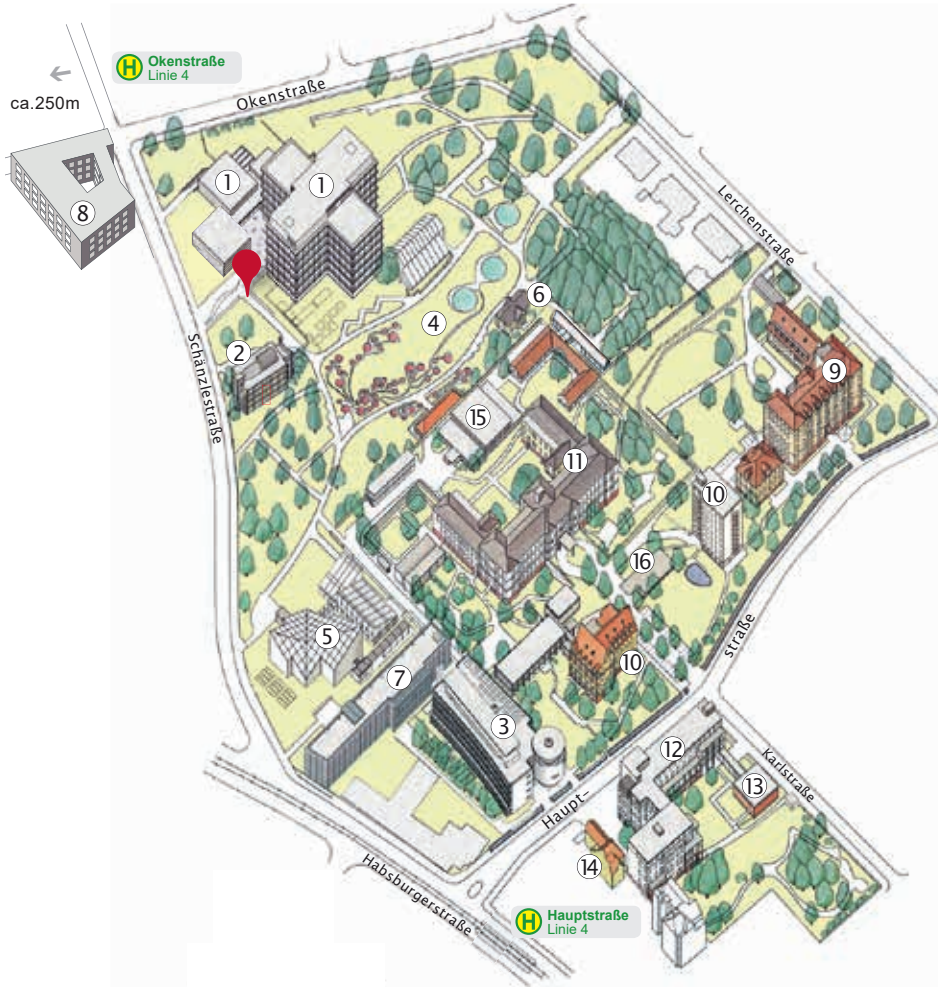 H Okenstraße
Linie 4
ca.250m
Okenstraße
Lerchenstraße
1
1
8
6
4
2
Schänzlestraße
9
15
11
10
16
5
10
7
straße
3
12
Karlstraße
13
Haupt-
14
Habsburgerstraße
H Hauptstraße
Linie 4